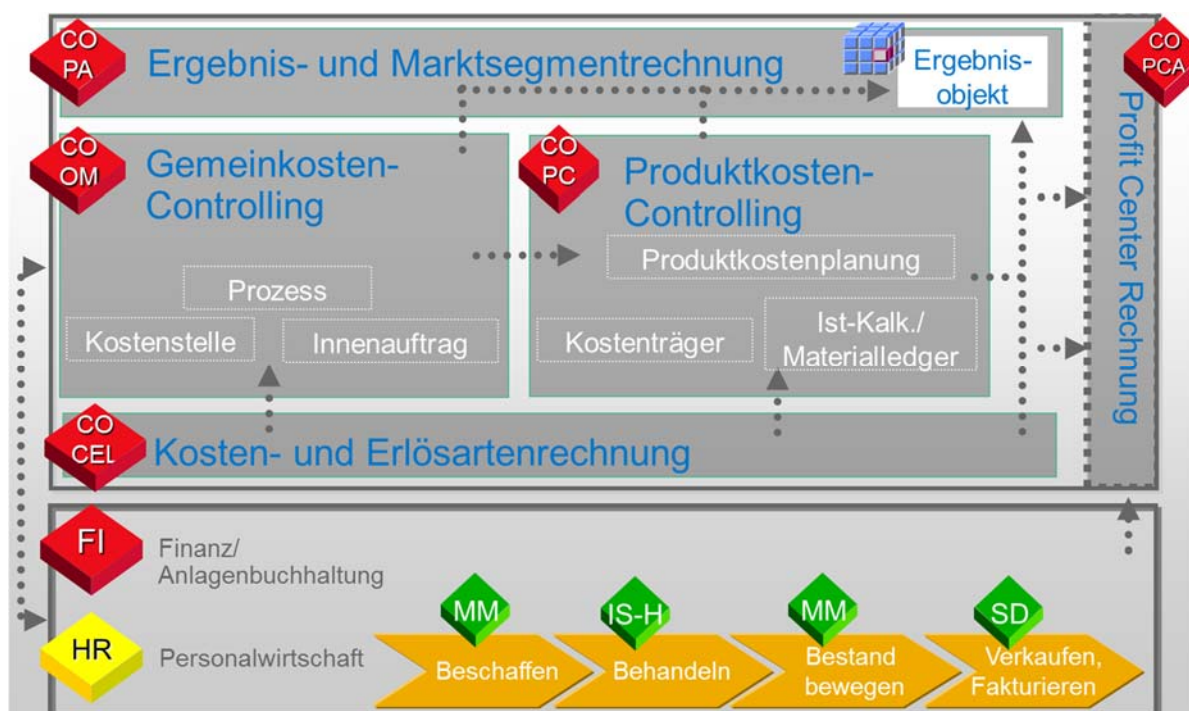 CO
PA
Ergebnis- und Marktsegmentrechnung
Ergebnis-
objekt
CO
PCA
Profit Center Rechnung
CO
OM
Gemeinkosten-
Controlling
Prozess
Kostenstelle
Innenauftrag
CO
PC
Produktkosten-
Controlling
Produktkostenplanung
Kostenträger
Ist-Kalk./
Materialledger
CO
CEL
Kosten- und Erlösartenrechnung
FI
Finanz/
Anlagenbuchhaltung
HR
Personalwirtschaft
MM
Beschaffen
IS-H
Behandeln
MM
Bestand
bewegen
SD
Verkaufen,
Fakturieren